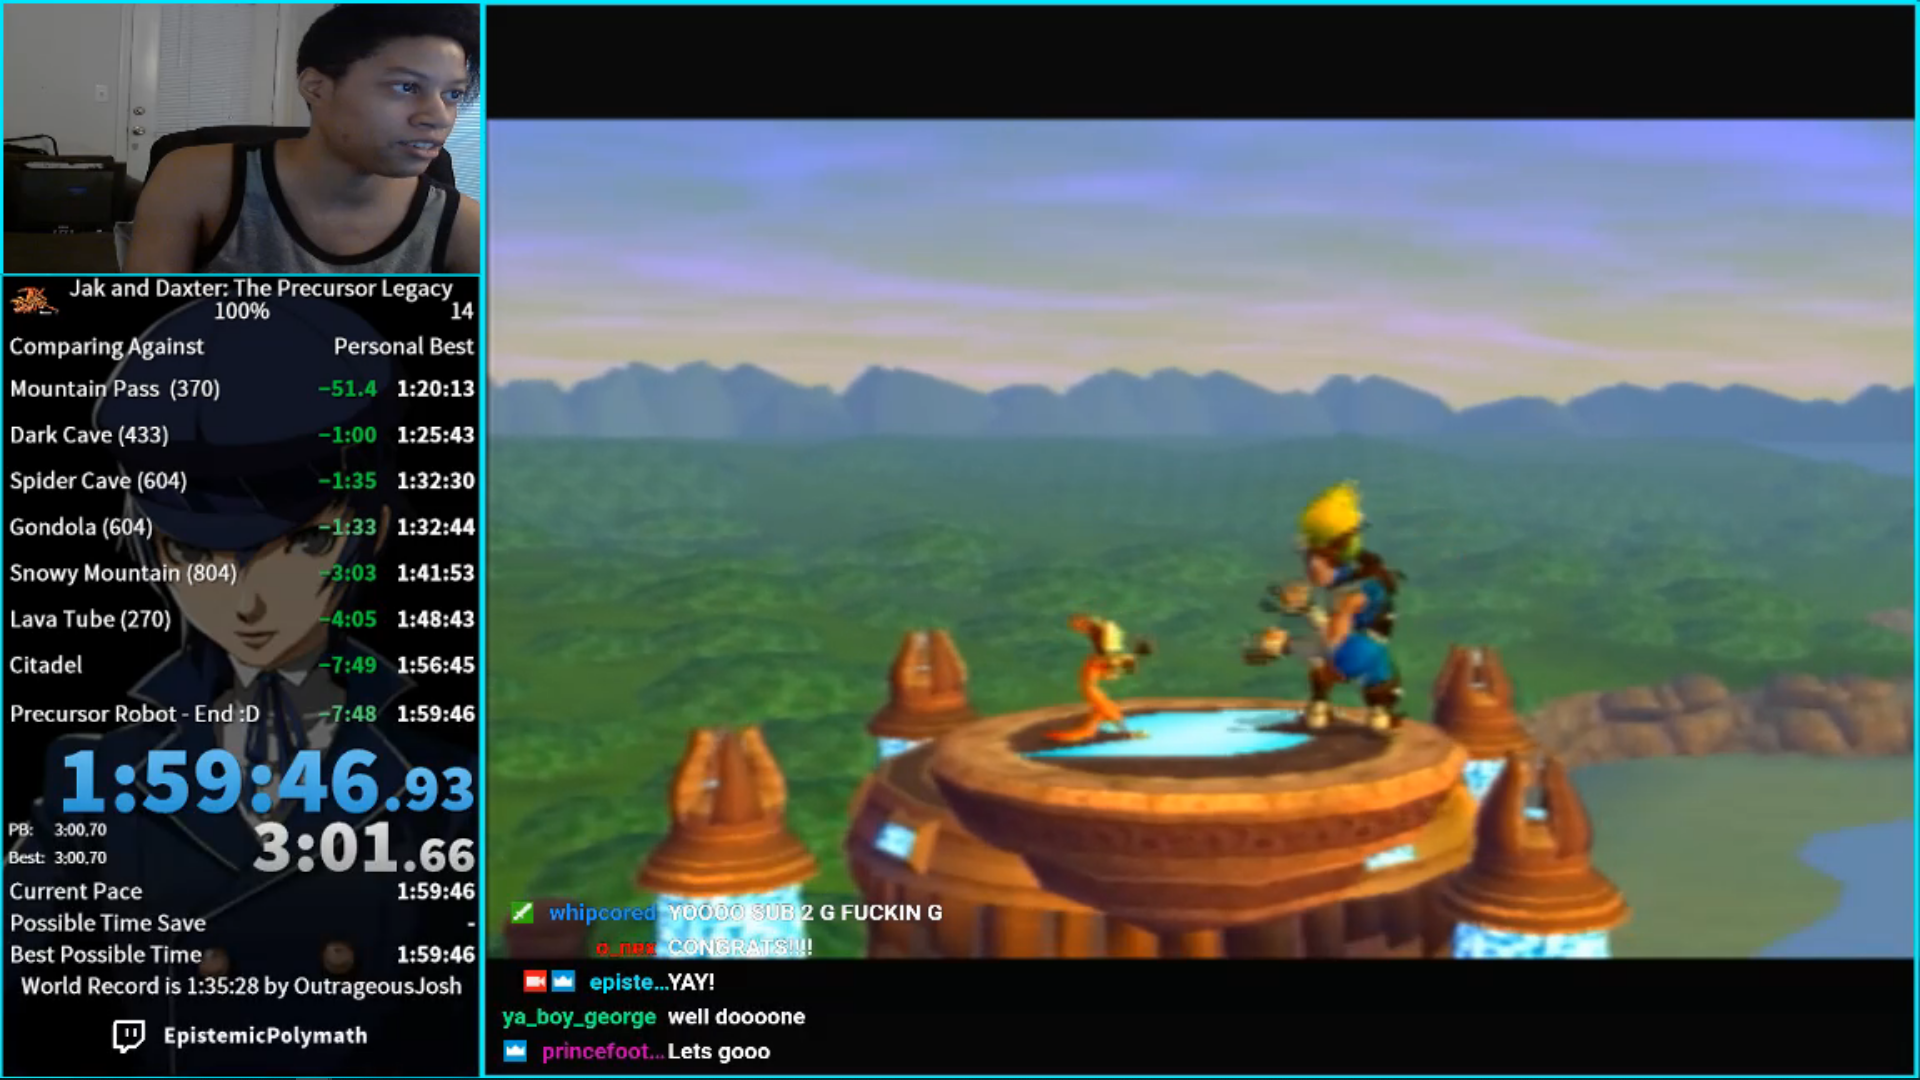 Jak and Daxter: The Precursor Legacy
100% 14
Comparing Against Personal Best
Mountain Pass (370) −51.4 1:20:13
Dark Cave (433) −1:00 1:25:43
Spider Cave (604) −1:35 1:32:30
Gondola (604) −1:33 1:32:44
Snowy Mountain (804) −3:03 1:41:53
Lava Tube (270) −4:05 1:48:43
Citadel −7:49 1:56:45
Precursor Robot - End :D −7:48 1:59:46
1:59:46.93
PB: 3:00.70
Best: 3:00.70
3:01.66
Current Pace 1:59:46
Possible Time Save -
Best Possible Time 1:59:46
World Record is 1:35:28 by OutrageousJosh
EpistemicPolymath
whipcored YOOOO SUB 2 G FUCKIN G
o_nex CONGRATS!!!!
episte...YAY!
ya_boy_george well doooone
princefoot...Lets gooo